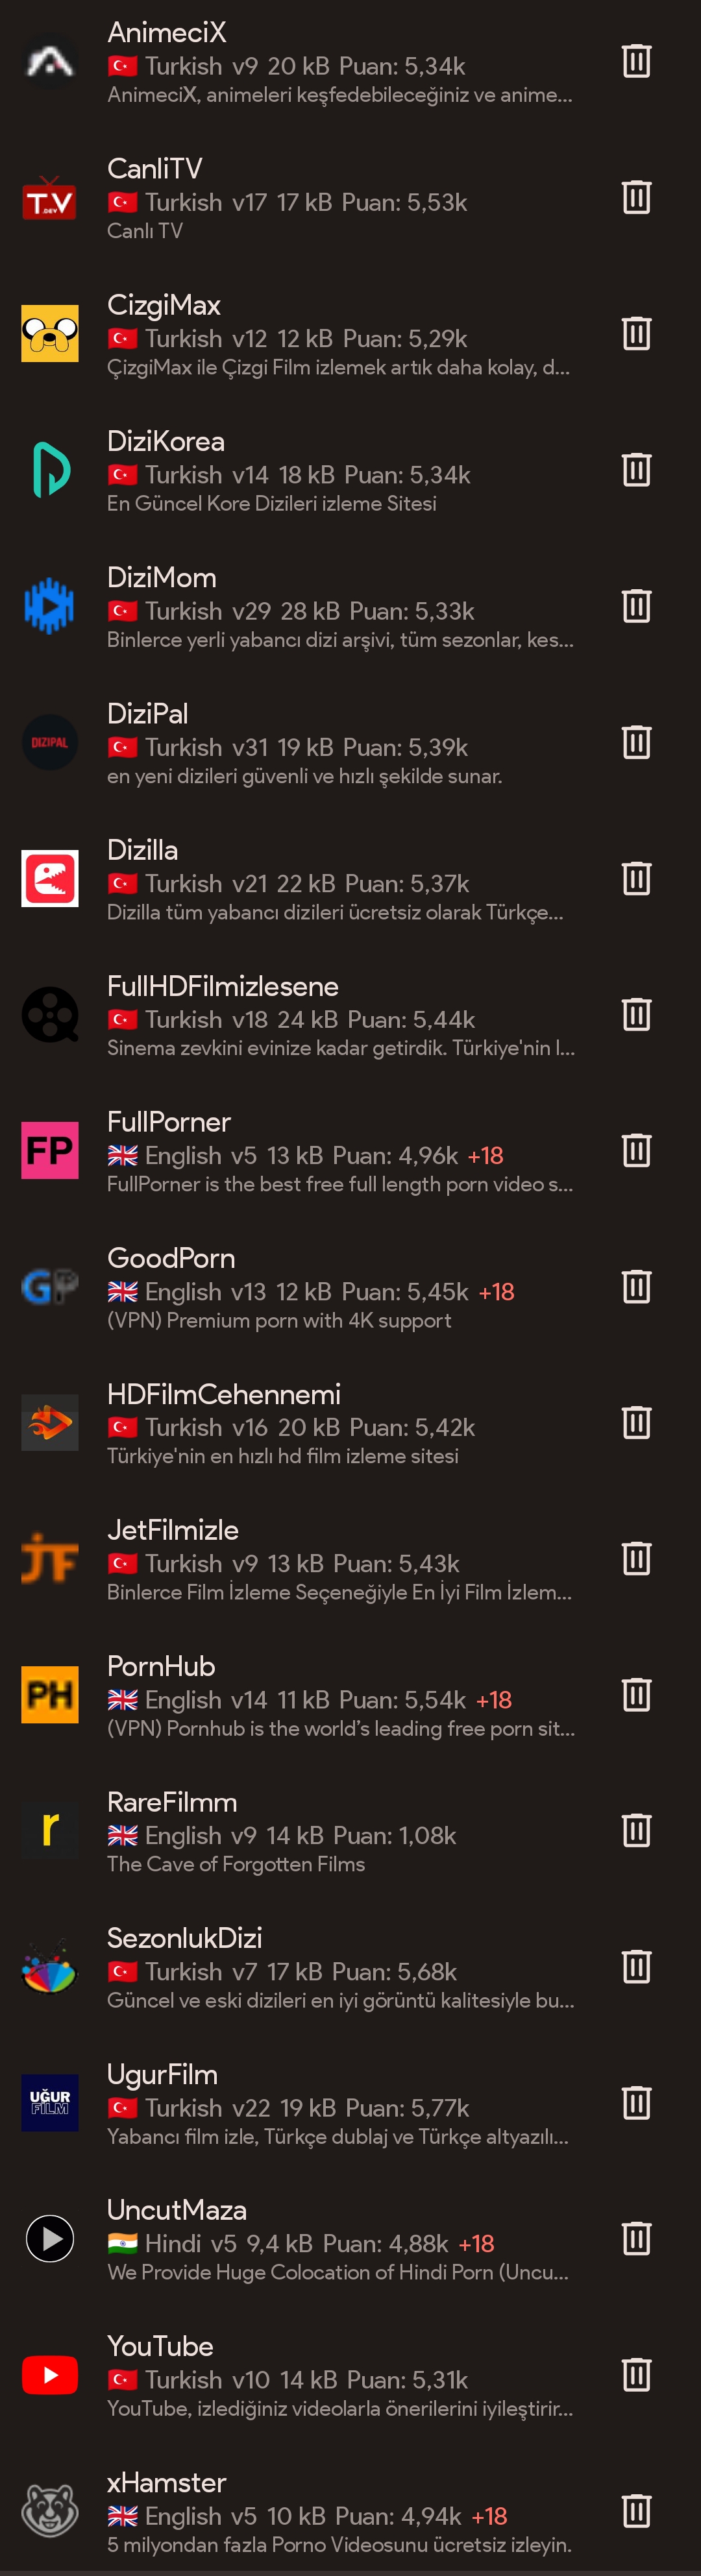 AnimeciX
Turkish v9 20 kB Puan: 5,34k
AnimeciX, animeleri keşfedebileceğiniz ve anime...
CanliTV
T.V
.DEV
Turkish v17 17 kB Puan: 5,53k
Canlı TV
CizgiMax
Turkish v12 12 kB Puan: 5,29k
ÇizgiMax ile Çizgi Film izlemek artık daha kolay, d...
DiziKorea
Turkish v14 18 kB Puan: 5,34k
En Güncel Kore Dizileri izleme Sitesi
DiziMom
Turkish v29 28 kB Puan: 5,33k
Binlerce yerli yabancı dizi arşivi, tüm sezonlar, kes...
DiziPal
DIZIPAL
Turkish v31 19 kB Puan: 5,39k
en yeni dizileri güvenli ve hızlı şekilde sunar.
Dizilla
Turkish v21 22 kB Puan: 5,37k
Dizilla tüm yabancı dizileri ücretsiz olarak Türkçe...
FullHDFilmizlesene
Turkish v18 24 kB Puan: 5,44k
Sinema zevkini evinize kadar getirdik. Türkiye'nin l...
FullPorner
FP
English v5 13 kB Puan: 4,96k +18
FullPorner is the best free full length porn video s...
GoodPorn
GP
English v13 12 kB Puan: 5,45k +18
(VPN) Premium porn with 4K support
HDFilmCehennemi
Turkish v16 20 kB Puan: 5,42k
Türkiye'nin en hızlı hd film izleme sitesi
JetFilmizle
JF
Turkish v9 13 kB Puan: 5,43k
Binlerce Film İzleme Seçeneğiyle En İyi Film İzlem...
PornHub
PH
English v14 11 kB Puan: 5,54k +18
(VPN) Pornhub is the world’s leading free porn sit...
RareFilmm
r
English v9 14 kB Puan: 1,08k
The Cave of Forgotten Films
SezonlukDizi
Turkish v7 17 kB Puan: 5,68k
Güncel ve eski dizileri en iyi görüntü kalitesiyle bu...
UgurFilm
UĞUR
FİLM
Turkish v22 19 kB Puan: 5,77k
Yabancı film izle, Türkçe dublaj ve Türkçe altyazılı...
UncutMaza
Hindi v5 9,4 kB Puan: 4,88k +18
We Provide Huge Colocation of Hindi Porn (Uncu...
YouTube
Turkish v10 14 kB Puan: 5,31k
YouTube, izlediğiniz videolarla önerilerini iyileştirir...
xHamster
English v5 10 kB Puan: 4,94k +18
5 milyondan fazla Porno Videosunu ücretsiz izleyin.